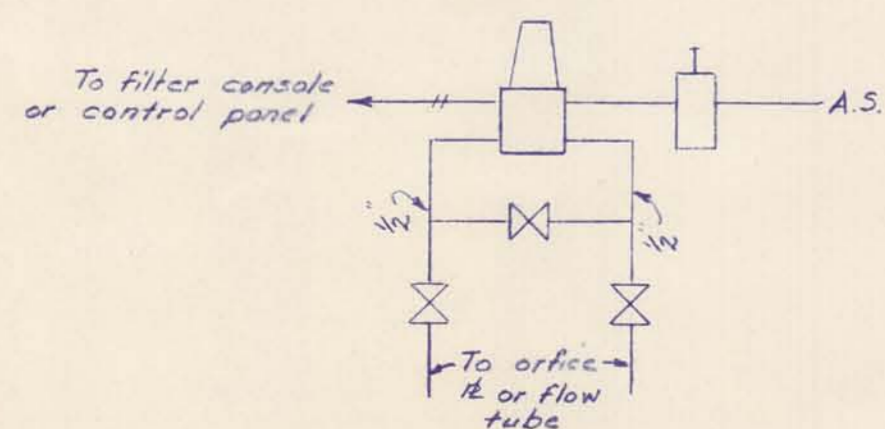 To filter console
or control panel
A.S.
1/2"
1/2"
To orfice
℄ or flow
tube